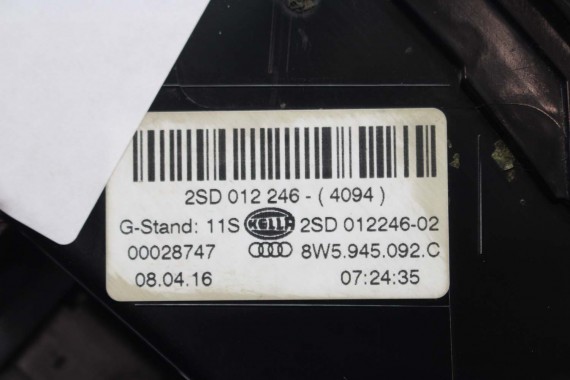 2SD 012 246 - ( 4094 )
G-Stand: 11S HELLA 2SD 012246-02
00028747 8W5.945.092.C
08.04.16 07:24:35